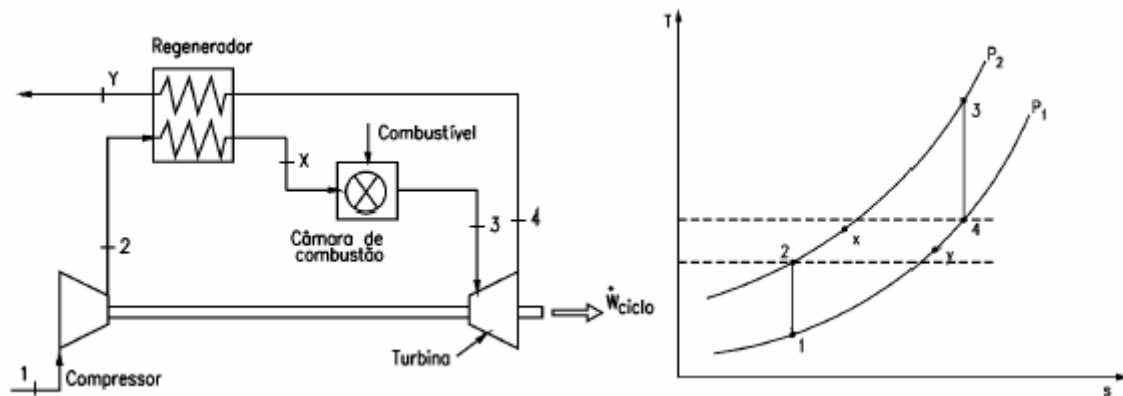 Regenerador
Y
Combustível
X
2
Câmara de
combustão
3
4
Ẇciclo
Turbina
1
Compressor
T
P2
3
P1
2
x
4
y
1
s